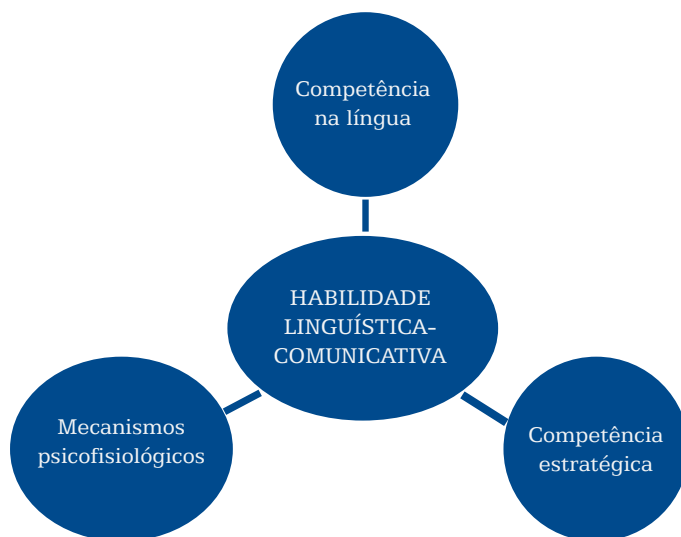 Competência
na língua
HABILIDADE
LINGUÍSTICA-
COMUNICATIVA
Mecanismos
psicofisiológicos
Competência
estratégica